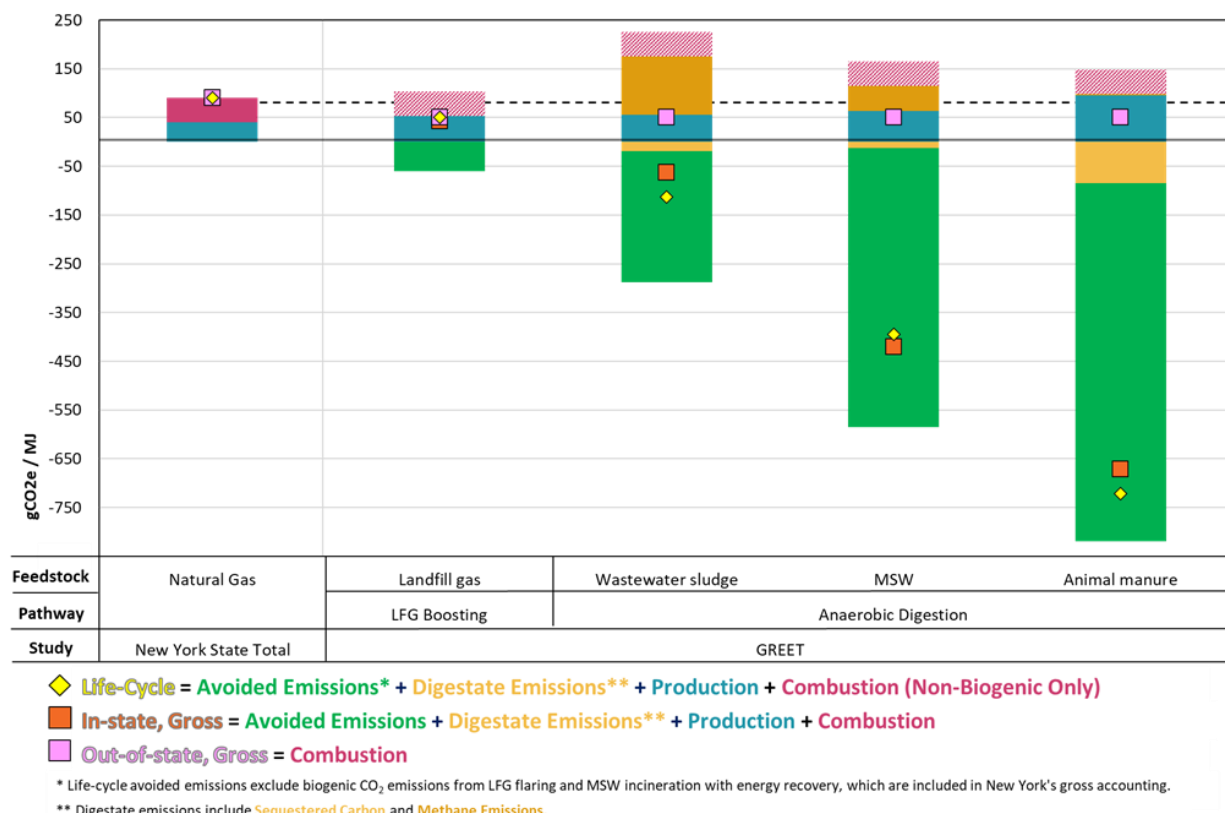 250
150
50
-50
-150
-250
-350
-450
-550
-650
-750
gCO2e / MJ
Feedstock Natural Gas Landfill gas Wastewater sludge MSW Animal manure
Pathway LFG Boosting Anaerobic Digestion
Study New York State Total GREET
Life-Cycle = Avoided Emissions* + Digestate Emissions** + Production + Combustion (Non-Biogenic Only)
In-state, Gross = Avoided Emissions + Digestate Emissions** + Production + Combustion
Out-of-state, Gross = Combustion
* Life-cycle avoided emissions exclude biogenic CO₂ emissions from LFG flaring and MSW incineration with energy recovery, which are included in New York's gross accounting.
** Digestate emissions include Sequestered Carbon and Methane Emissions